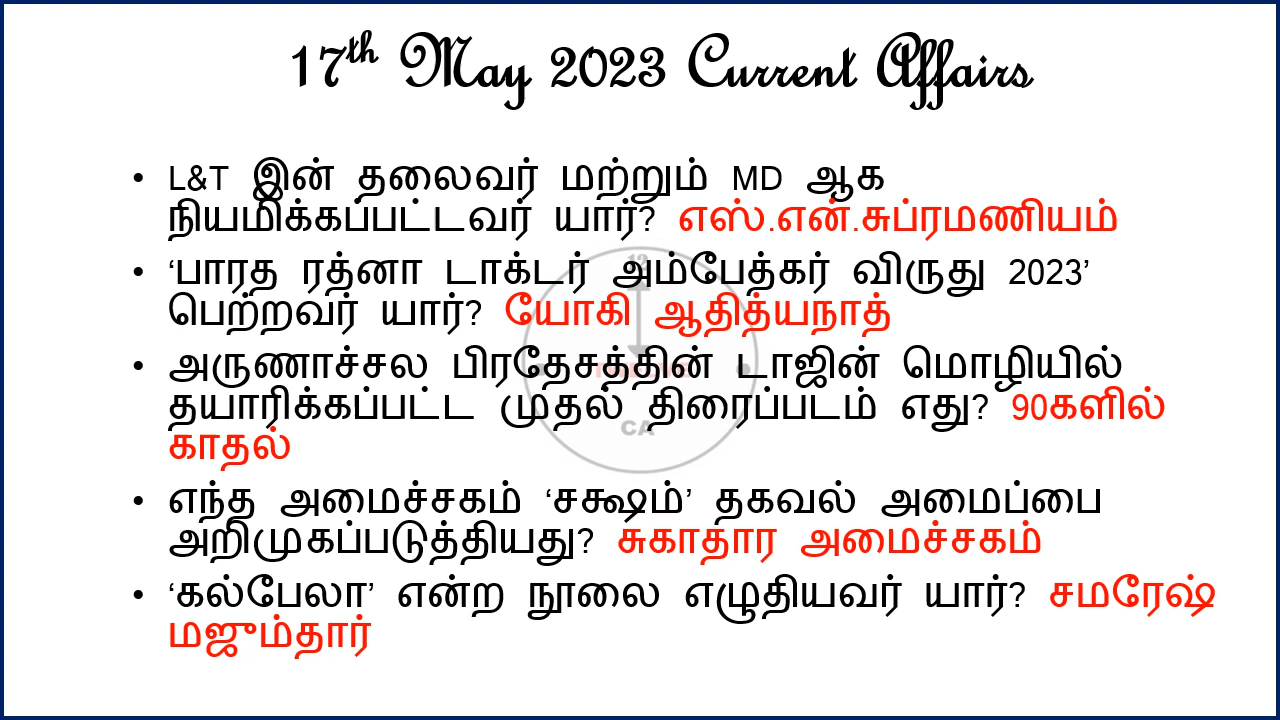 17th May 2023 Current Affairs
• L&T இன் தலைவர் மற்றும் MD ஆக
நியமிக்கப்பட்டவர் யார்? எஸ்.என்.சுப்ரமணியம்
• ‘பாரத ரத்னா டாக்டர் அம்பேத்கர் விருது 2023’
பெற்றவர் யார்? யோகி ஆதித்யநாத்
• அருணாச்சல பிரதேசத்தின் டாஜின் மொழியில்
தயாரிக்கப்பட்ட முதல் திரைப்படம் எது? 90களில்
காதல்
• எந்த அமைச்சகம் ‘சக்ஷம்’ தகவல் அமைப்பை
அறிமுகப்படுத்தியது? சுகாதார அமைச்சகம்
• ‘கல்பேலா’ என்ற நூலை எழுதியவர் யார்? சமரேஷ்
மஜும்தார்
12
CA